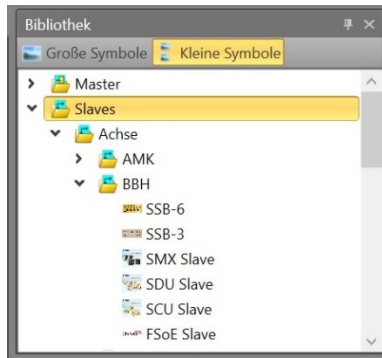 Bibliothek
Große Symbole Kleine Symbole
Master
Slaves
Achse
AMK
BBH
SSB-6
SSB-3
SMX Slave
SDU Slave
SCU Slave
FSoE Slave